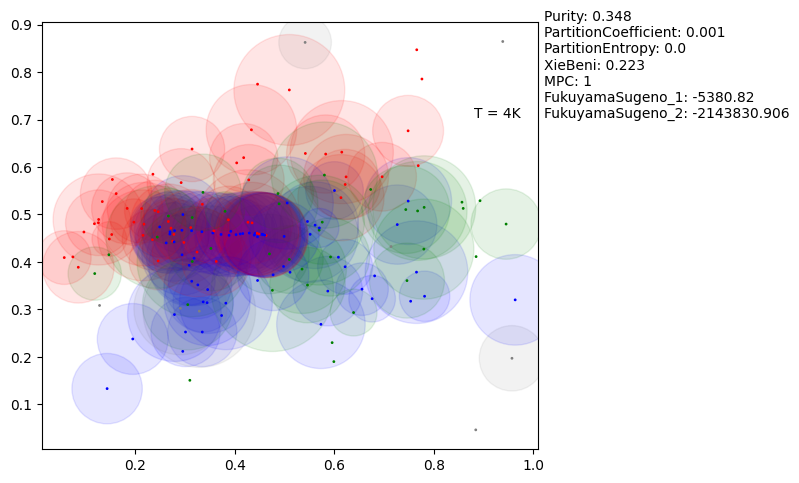 Purity: 0.348
PartitionCoefficient: 0.001
PartitionEntropy: 0.0
XieBeni: 0.223
MPC: 1
FukuyamaSugeno_1: -5380.82
FukuyamaSugeno_2: -2143830.906
T = 4K
0.9
0.8
0.7
0.6
0.5
0.4
0.3
0.2
0.1
0.2 0.4 0.6 0.8 1.0